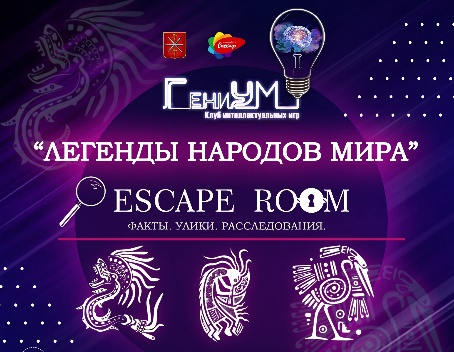 ГениУМ
Клуб интеллектуальных игр
“ЛЕГЕНДЫ НАРОДОВ МИРА”
ESCAPE ROOM
ФАКТЫ. УЛИКИ. РАССЛЕДОВАНИЯ.